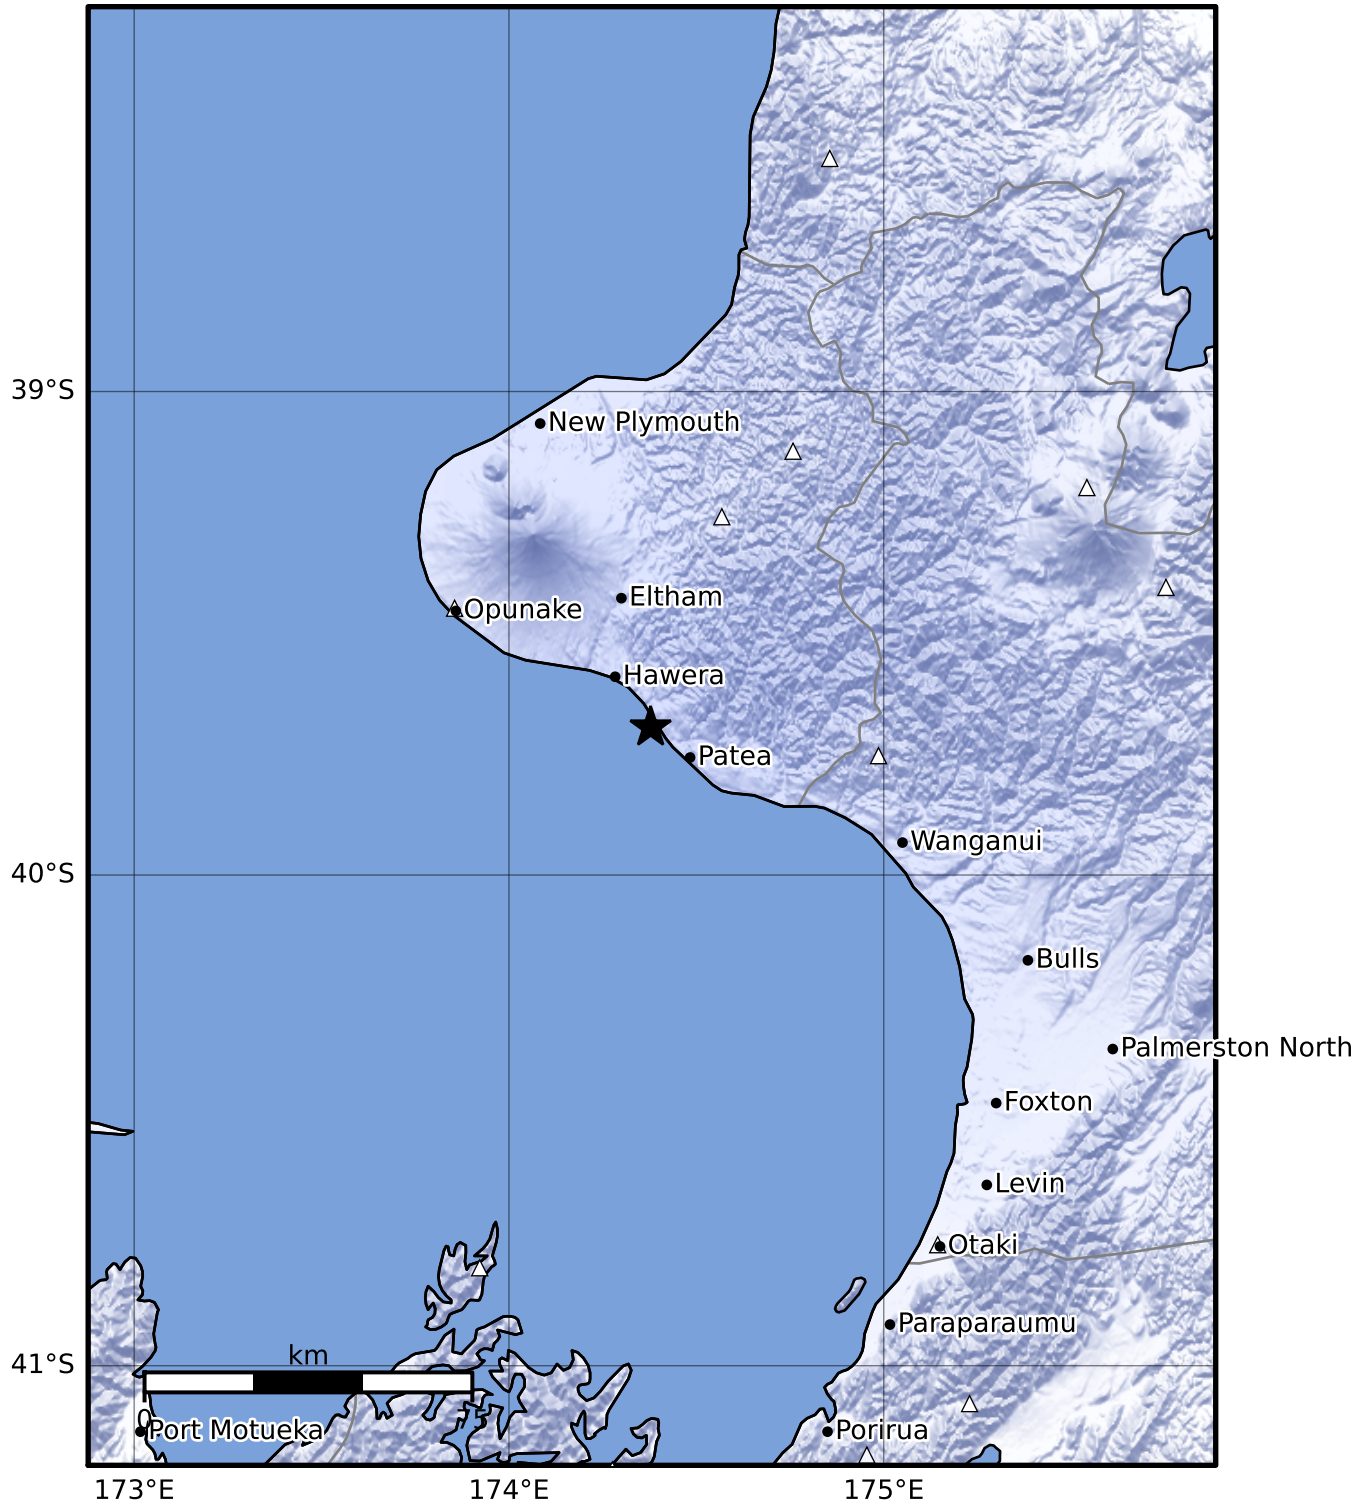 39°S
New Plymouth
Eltham
Opunake
Hawera
Patea
Wanganui
40°S
Bulls
Palmerston North
Foxton
Levin
Otaki
Paraparaumu
km
41°S
0
Port Motueka
Porirua
173°E
174°E
175°E